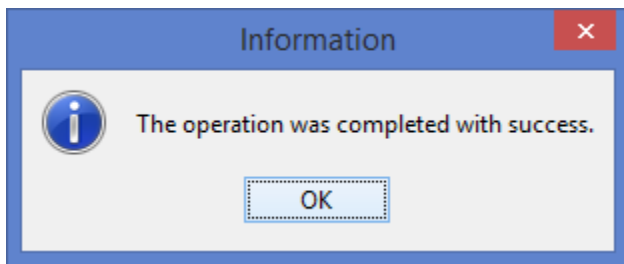 Information
The operation was completed with success.
OK